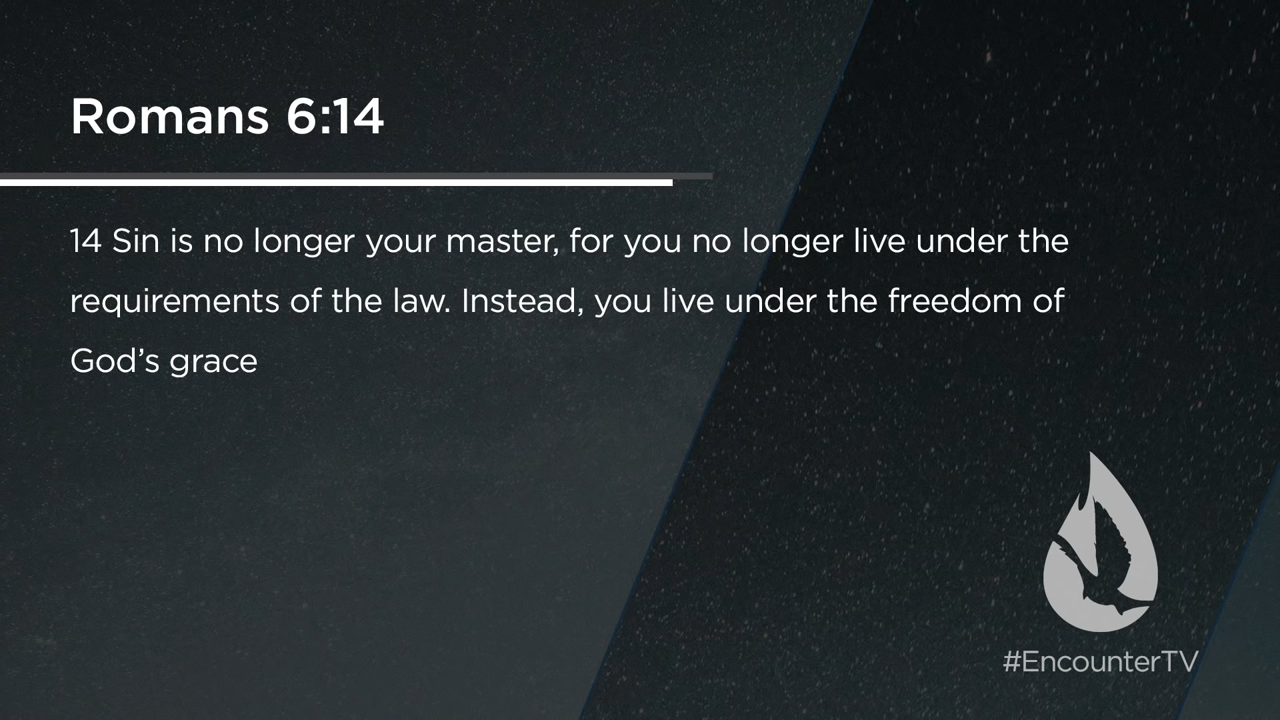 Romans 6:14
14 Sin is no longer your master, for you no longer live under the
requirements of the law. Instead, you live under the freedom of
God’s grace
#EncounterTV